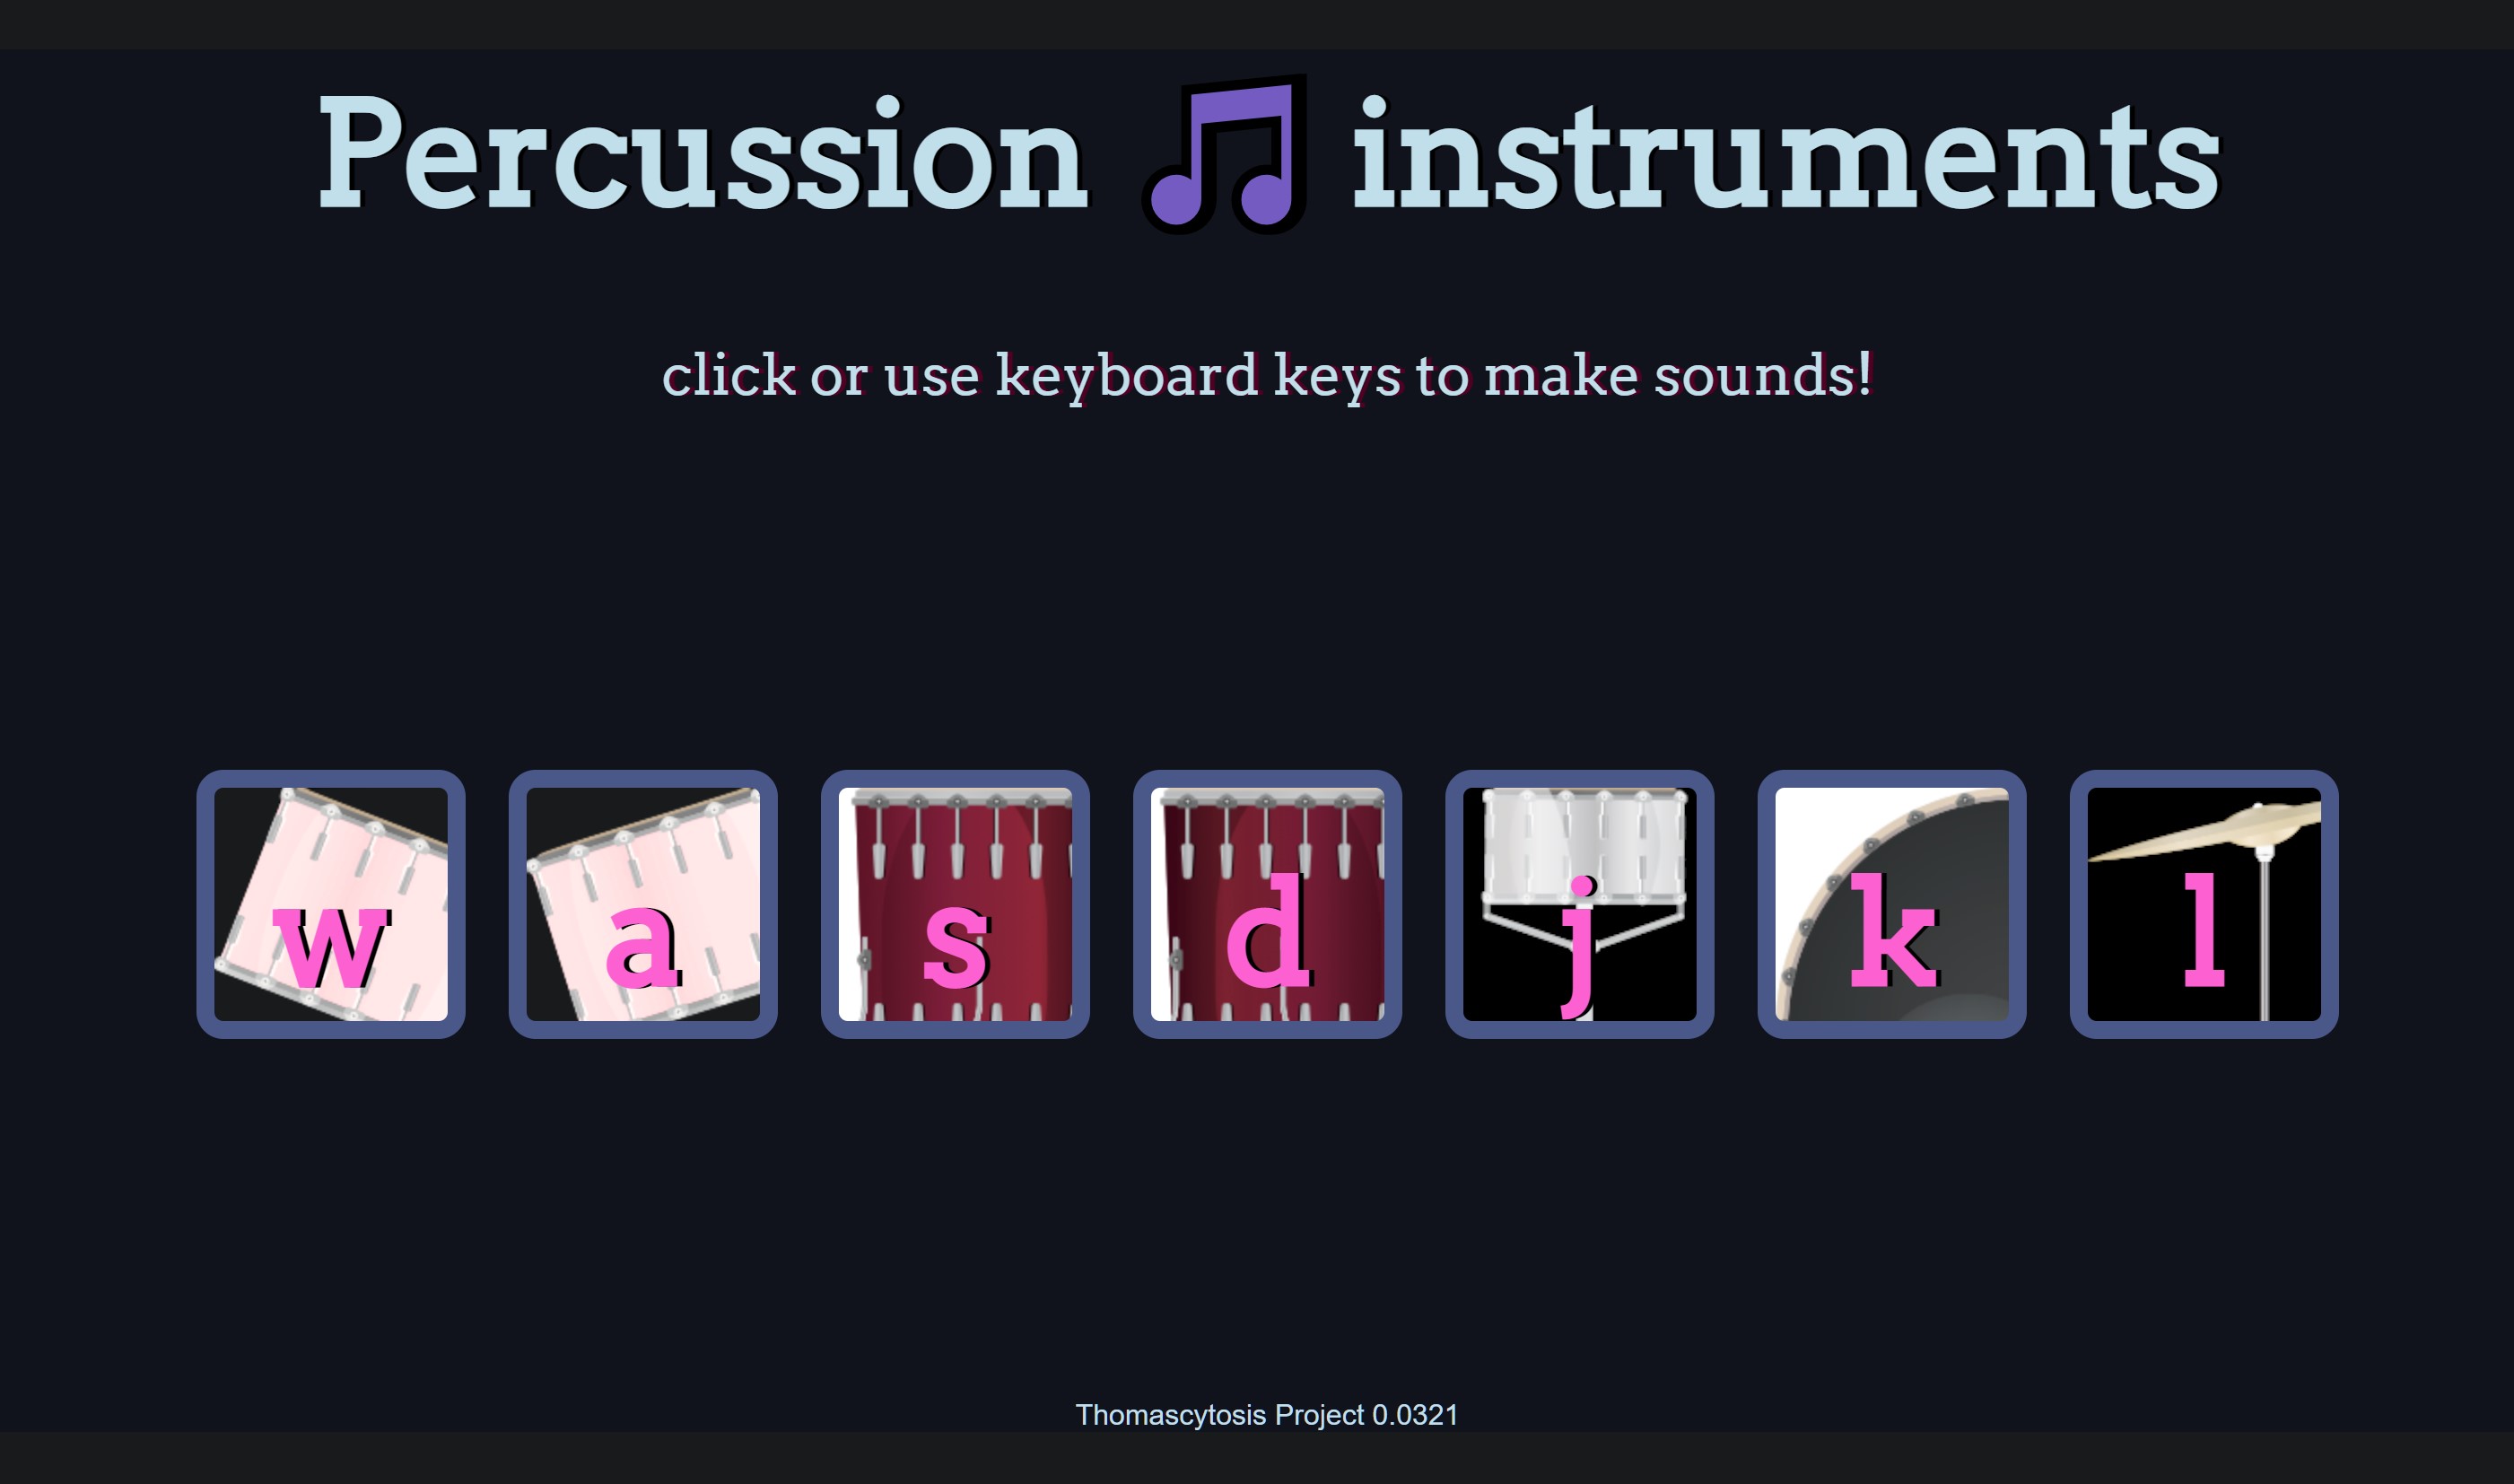 Percussion 🎵 instruments
click or use keyboard keys to make sounds!
w a s d j k l
Thomascytosis Project 0.0321